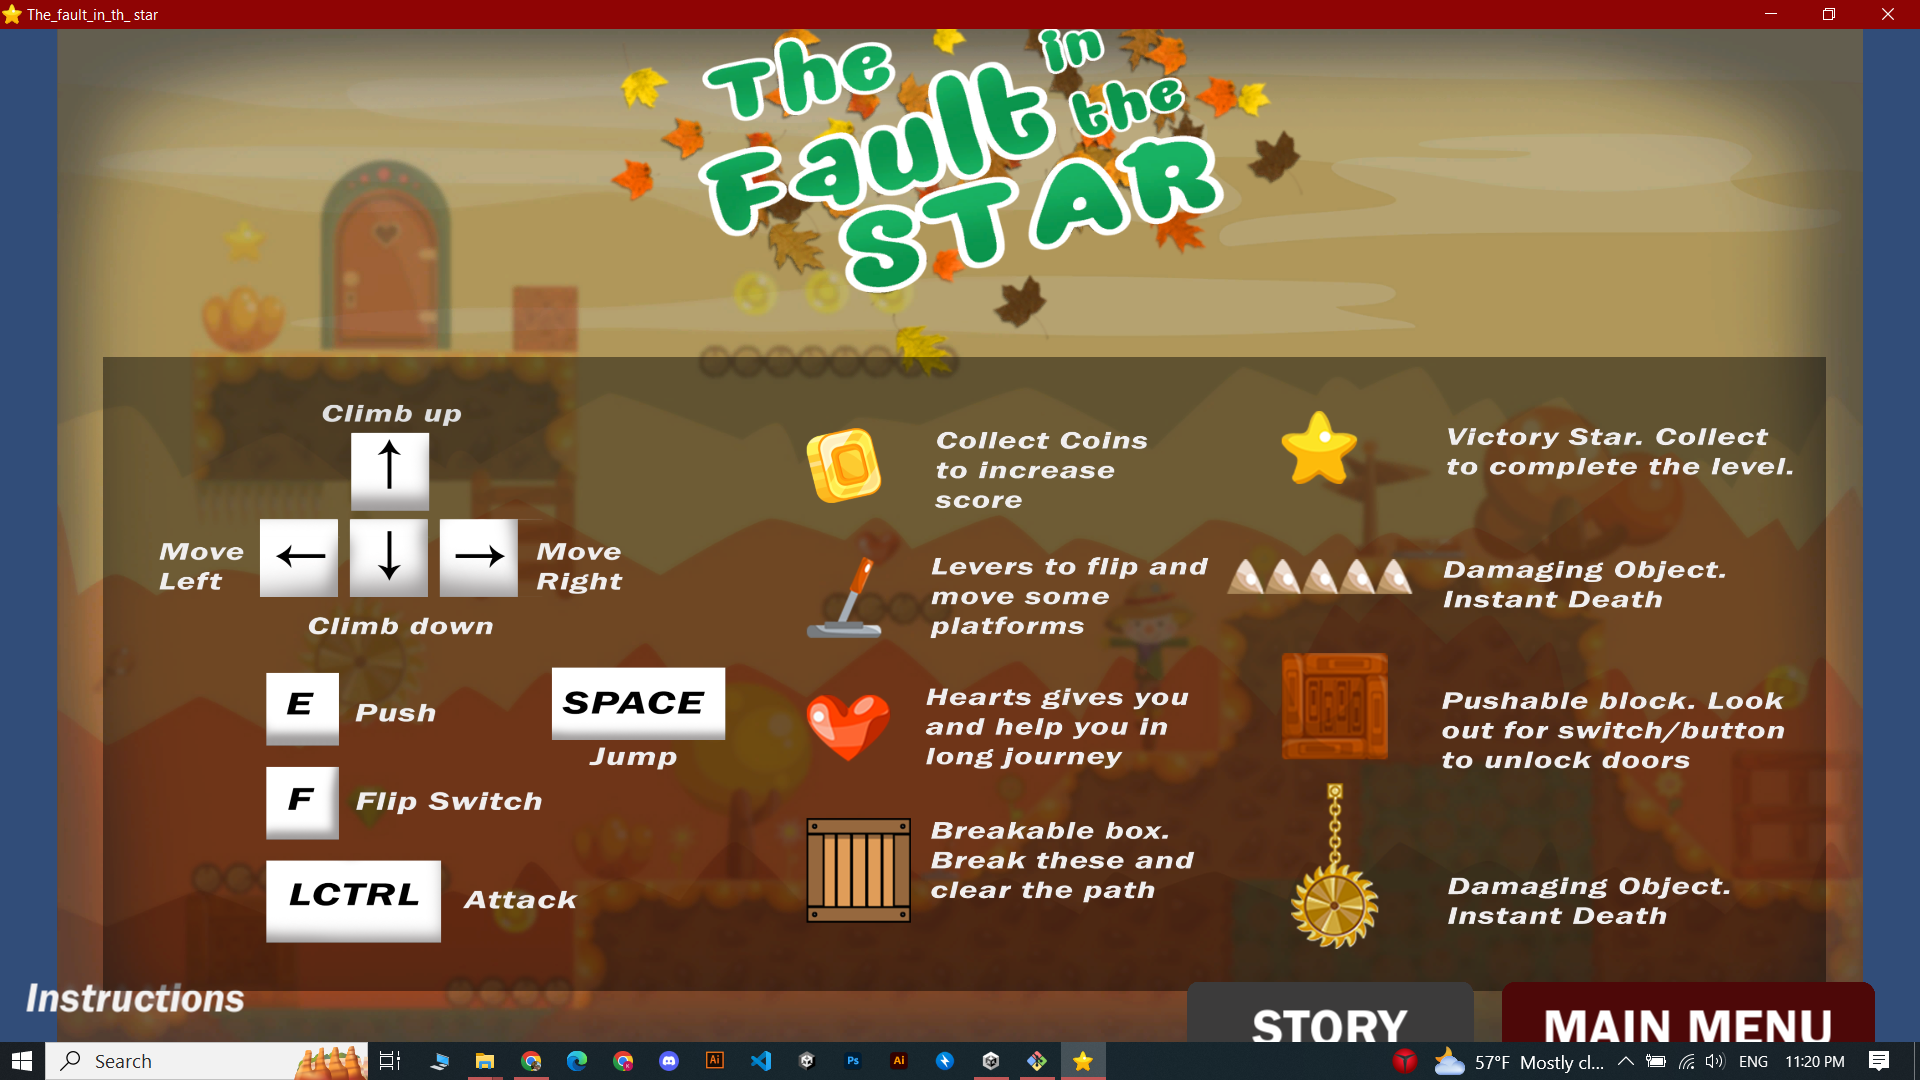 The_fault_in_th_ star
The
Fault
in
the
STAR
Climb up
Move
Left
Move
Right
Climb down
E
Push
SPACE
Jump
F
Flip Switch
LCTRL
Attack
Collect Coins
to increase
score
Levers to flip and
move some
platforms
Hearts gives you
and help you in
long journey
Breakable box.
Break these and
clear the path
Victory Star. Collect
to complete the level.
Damaging Object.
Instant Death
Pushable block. Look
out for switch/button
to unlock doors
Damaging Object.
Instant Death
Instructions
STORY
MAIN MENU
Search
Ai
Ps
Ai
57°F Mostly cl...
ENG
11:20 PM